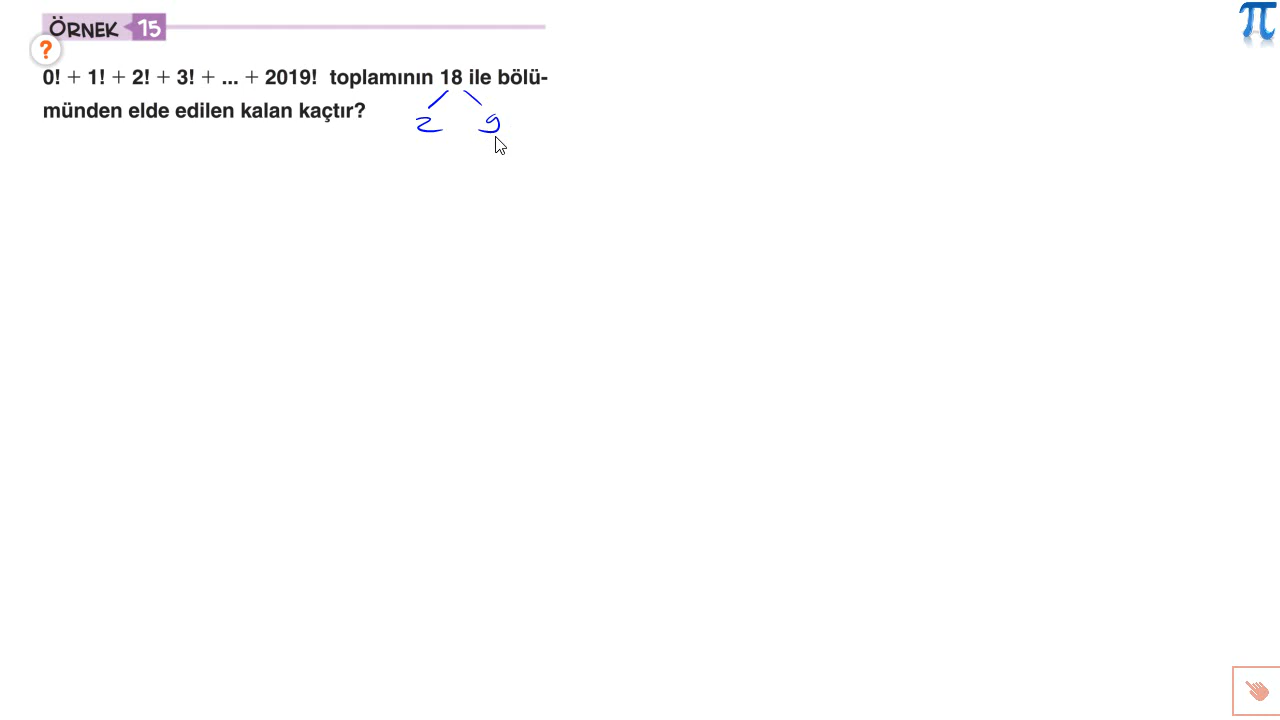 ÖRNEK 15
?
0! + 1! + 2! + 3! + ... + 2019! toplamının 18 ile bölü-
münden elde edilen kalan kaçtır?
2 9
π